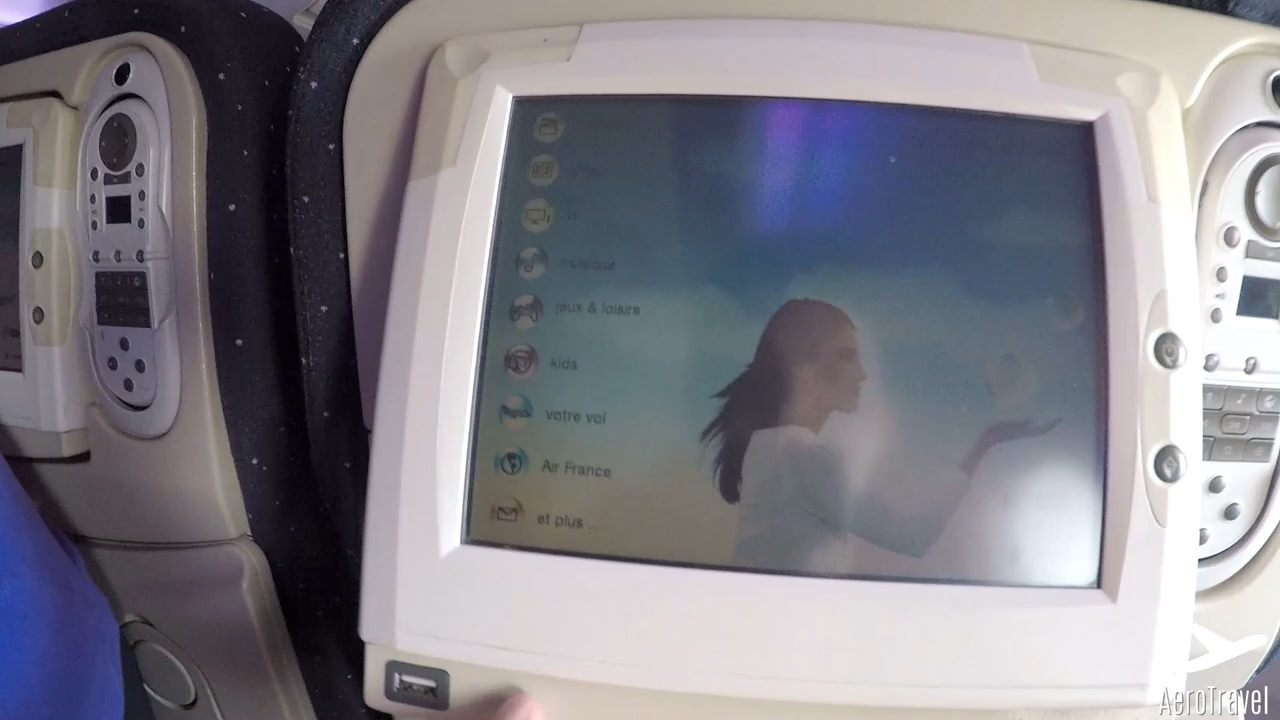 musique
jeux & loisirs
kids
votre vol
Air France
et plus ...
AeroTravel